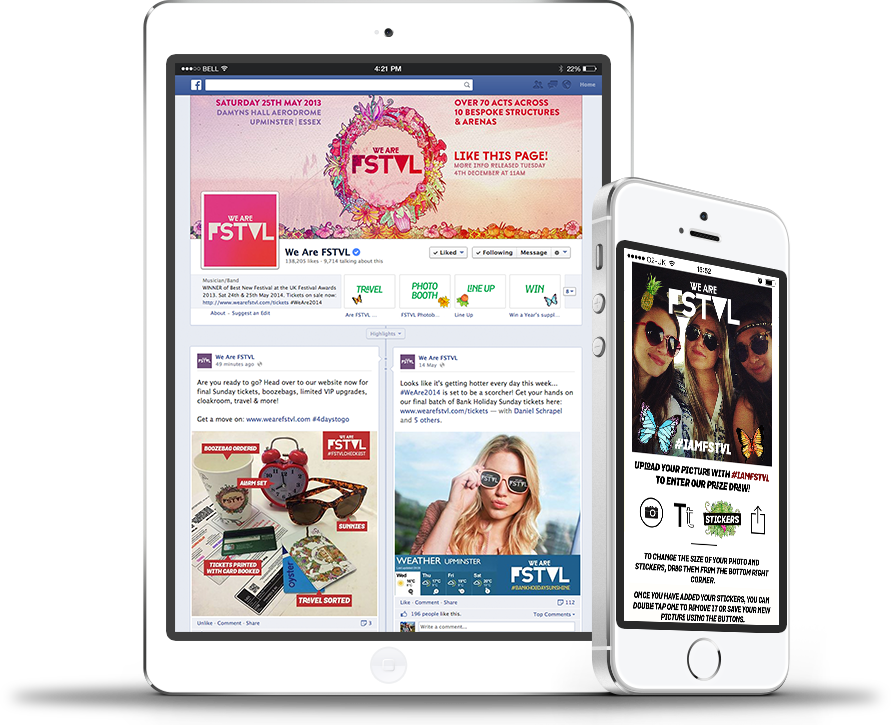 BELL
4:21 PM
22%
Home
SATURDAY 25TH MAY 2013
DAMYNS HALL AERODROME
UPMINSTER | ESSEX
OVER 70 ACTS ACROSS
10 BESPOKE STRUCTURES
& ARENAS
WE ARE
FSTVL
LIKE THIS PAGE!
MORE INFO RELEASED TUESDAY
4TH DECEMBER AT 11AM
WE ARE
FSTVL
We Are FSTVL
138,205 likes · 9,714 talking about this
Liked
Following
Message
Musician/Band
WINNER of Best New Festival at the UK Festival Awards
2013. Sat 24th & 25th May 2014. Tickets on sale now:
http://www.wearefstvl.com/tickets #WeAre2014
About - Suggest an Edit
TRAVEL
PHOTO
BOOTH
LINE UP
WIN
8
Are FSTVL ...
FSTVL Photob...
Line Up
Win a Year's suppl...
Highlights
We Are FSTVL
49 minutes ago
Are you ready to go? Head over to our website now for
final Sunday tickets, boozebags, limited VIP upgrades,
cloakroom, travel & more!
Get a move on: www.wearefstvl.com #4daystogo
BOOZEBAG ORDERED
WE ARE
FSTVL
#FSTVLCHECKLIST
ALARM SET
FSTVL
SUNNIES
TICKETS PRINTED
WITH CARD BOOKED
oyster
TRAVEL SORTED
Unlike · Comment · Share
3
We Are FSTVL
14 May
Looks like it's getting hotter every day this week...
#WeAre2014 is set to be a scorcher! Get your hands on
our final batch of Bank Holiday Sunday tickets here:
www.wearefstvl.com/tickets — with Daniel Schrapel
and 5 others.
FSTVL FSTVL
WEATHER UPMINSTER
Wed
Thu
Fri
Sat
WE ARE
FSTVL
#BANKHOLIDAYSUNSHINE
Like · Comment · Share
112
196 people like this.
Top Comments
Write a comment...
O2-UK
15:52
WE ARE
FSTVL
#IAMFSTVL
UPLOAD YOUR PICTURE WITH #IAMFSTVL
TO ENTER OUR PRIZE DRAW!
Tt
STICKERS
TO CHANGE THE SIZE OF YOUR PHOTO AND
STICKERS, DRAG THEM FROM THE BOTTOM RIGHT
CORNER.
ONCE YOU HAVE ADDED YOUR STICKERS, YOU CAN
DOUBLE TAP ONE TO REMOVE IT OR SAVE YOUR NEW
PICTURE USING THE BUTTONS.